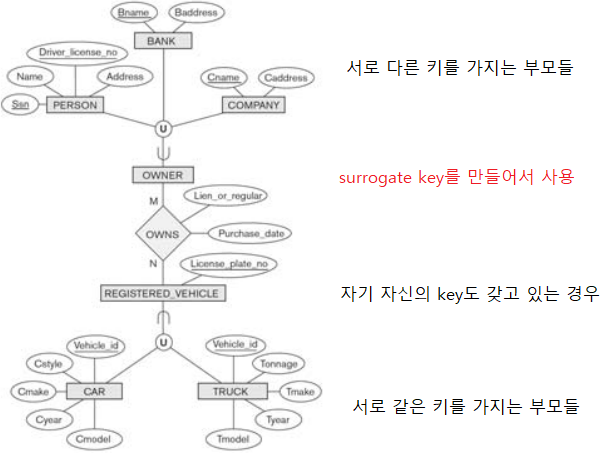 Bname
Baddress
BANK
Driver_license_no
Name
Address
Ssn
PERSON
Cname
Caddress
COMPANY
서로 다른 키를 가지는 부모들
U
OWNER
surrogate key를 만들어서 사용
M
Lien_or_regular
OWNS
Purchase_date
N
License_plate_no
REGISTERED_VEHICLE
자기 자신의 key도 갖고 있는 경우
U
Vehicle_id
Cstyle
Cmake
CAR
Cyear
Cmodel
Vehicle_id
Tonnage
TRUCK
Tmake
Tyear
Tmodel
서로 같은 키를 가지는 부모들